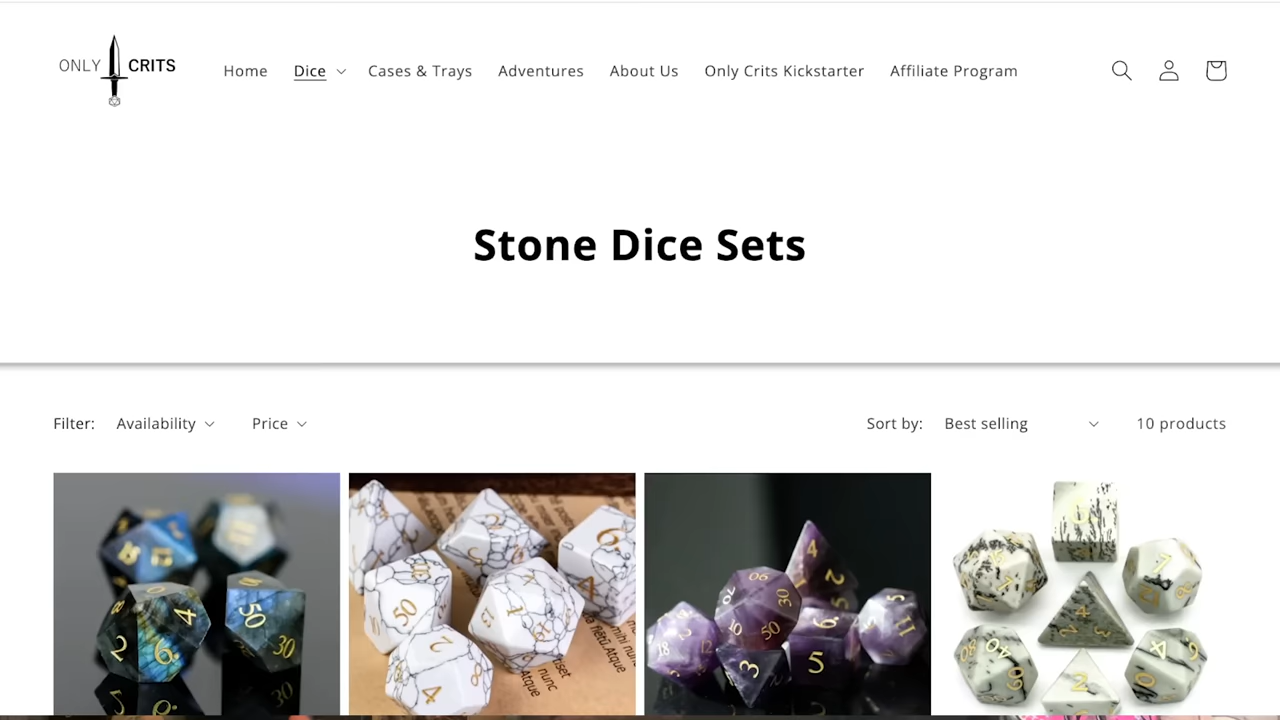 ONLY CRITS
Home Dice Cases & Trays Adventures About Us Only Crits Kickstarter Affiliate Program
Stone Dice Sets
Filter: Availability Price Sort by: Best selling 10 products